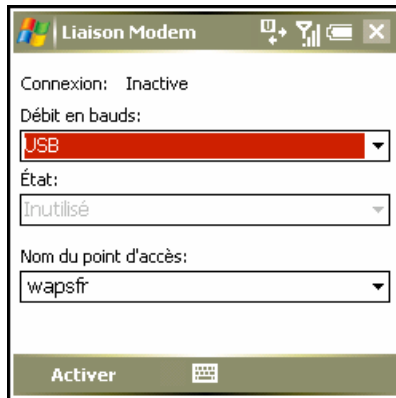 Liaison Modem
Connexion: Inactive
Débit en bauds:
USB
État:
Inutilisé
Nom du point d'accès:
wapsfr
Activer